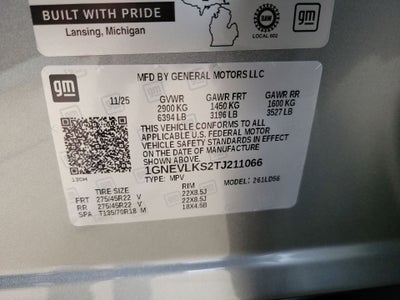 BUILT WITH PRIDE
Lansing, Michigan
UAW
LOCAL 602
gm
gm
MFD BY GENERAL MOTORS LLC
11/25 GVWR GAWR FRT GAWR RR
2900 KG 1450 KG 1600 KG
6394 LB 3196 LB 3527 LB
THIS VEHICLE CONFORMS TO ALL
APPLICABLE U.S. FEDERAL MOTOR
VEHICLE SAFETY STANDARDS IN EFFECT
ON THE DATE OF MANUFACTURE
SHOWN ABOVE.
1GNEVLKS2TJ211066
TYPE: MPV MODEL: 261LD56
TIRE SIZE RIM
FRT 275/45R22 V 22X8.5J
RR 275/45R22 V 22X8.5J
SPA T135/70R18 M 18X4.5B